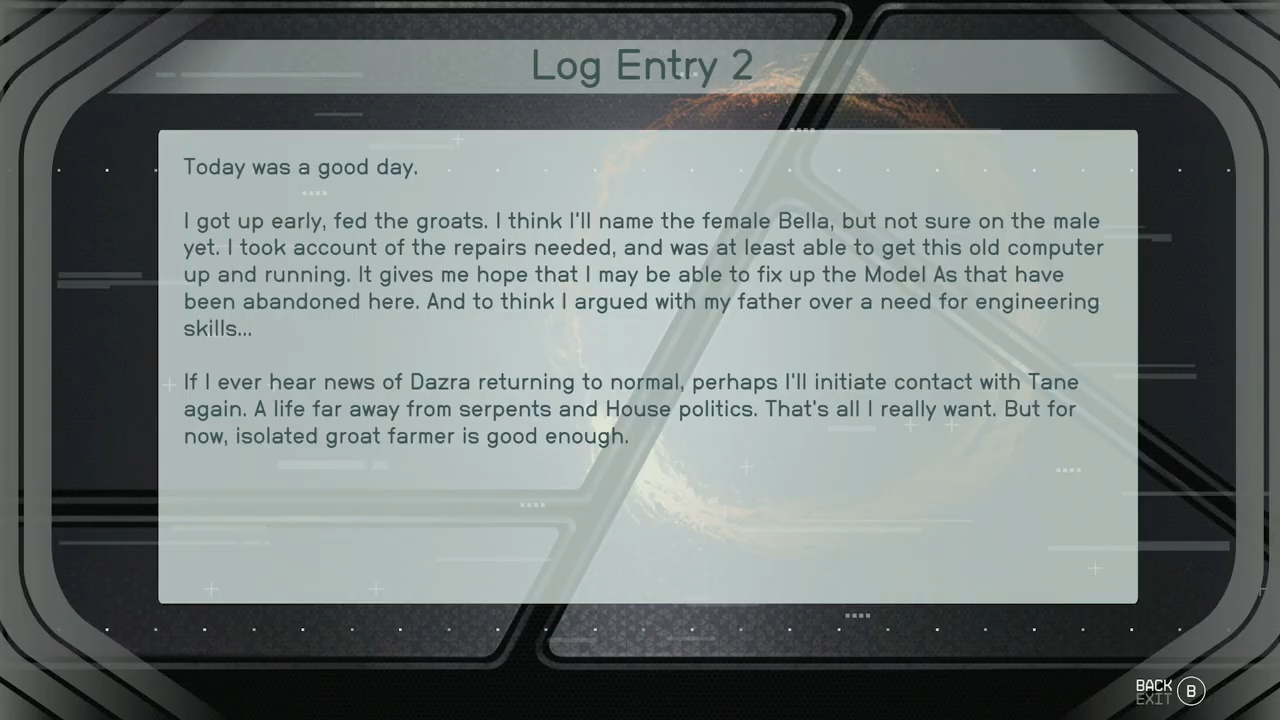 Log Entry 2
Today was a good day.
I got up early, fed the groats. I think I'll name the female Bella, but not sure on the male
yet. I took account of the repairs needed, and was at least able to get this old computer
up and running. It gives me hope that I may be able to fix up the Model As that have
been abandoned here. And to think I argued with my father over a need for engineering
skills...
If I ever hear news of Dazra returning to normal, perhaps I'll initiate contact with Tane
again. A life far away from serpents and House politics. That's all I really want. But for
now, isolated groat farmer is good enough.
BACK
EXIT
B